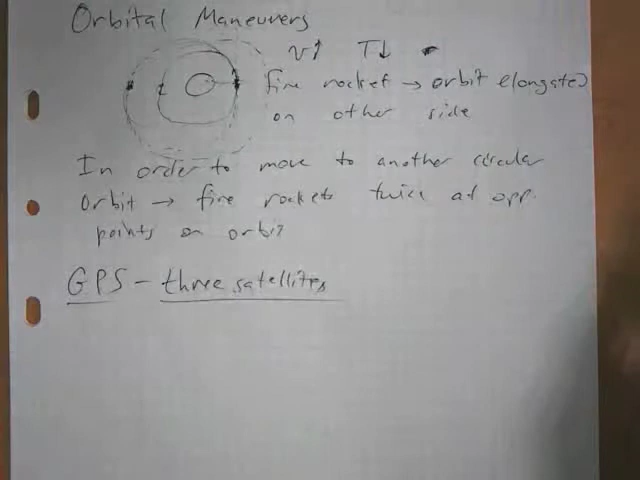 Orbital Maneuvers
v↑ T↓
fire rocket → orbit elongated
on other side
In order to move to another circular
orbit → fire rockets twice at opp.
points on orbit
GPS - three satellites